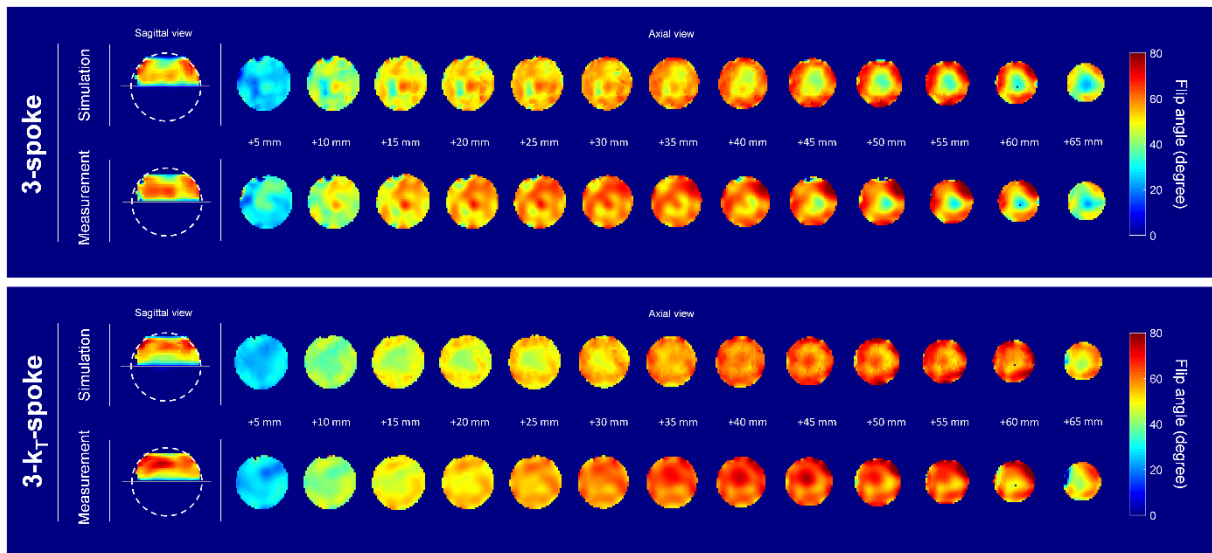 3-spoke
Simulation
Measurement
Sagittal view
Axial view
+5 mm +10 mm +15 mm +20 mm +25 mm +30 mm +35 mm +40 mm +45 mm +50 mm +55 mm +60 mm +65 mm
80
60
40
20
0
Flip angle (degree)
3-kT-spoke
Simulation
Measurement
Sagittal view
Axial view
+5 mm +10 mm +15 mm +20 mm +25 mm +30 mm +35 mm +40 mm +45 mm +50 mm +55 mm +60 mm +65 mm
80
60
40
20
0
Flip angle (degree)